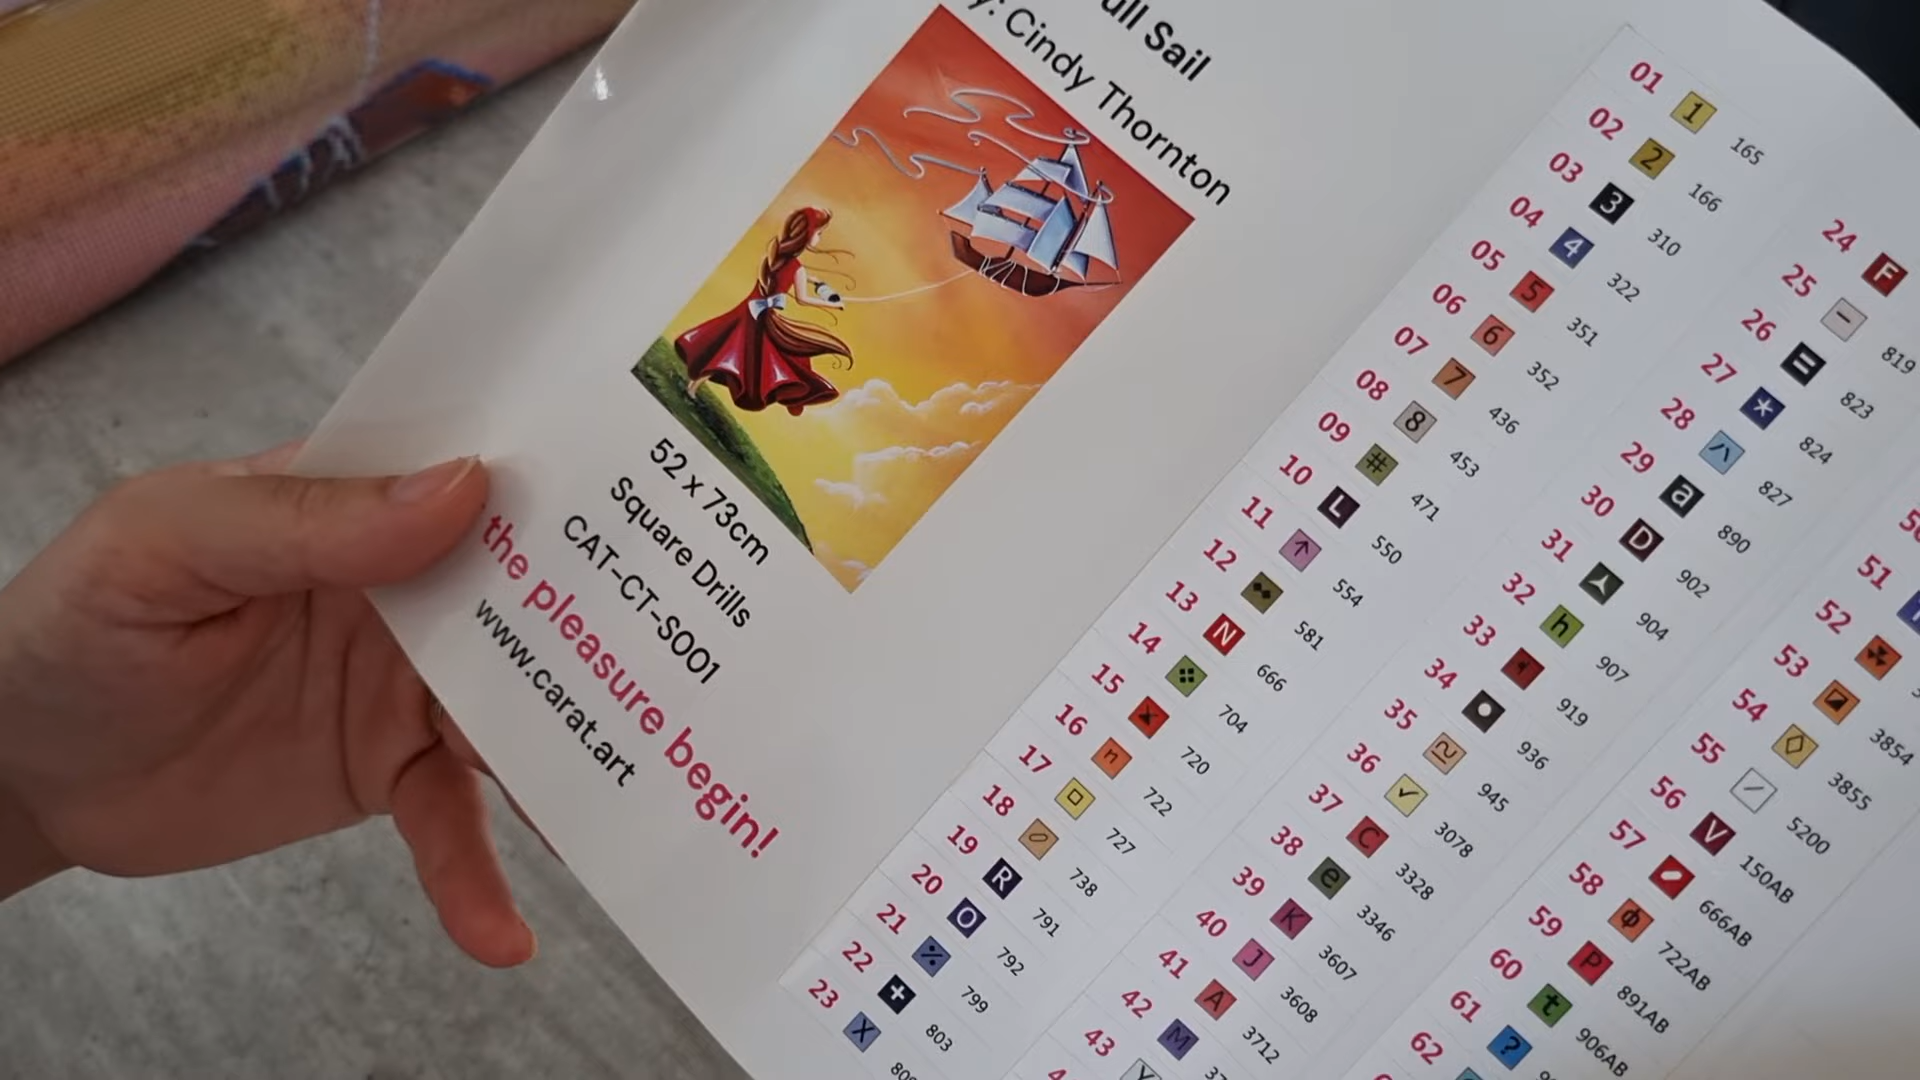 Sail
Cindy Thornton
52 x 73cm
Square Drills
CAT-CT-S001
the pleasure begin!
www.carat.art
01 1 165
02 2 166
03 3 310
04 4 322
05 5 351
06 6 352
07 7 436
08 8 453
09 # 471
10 L 550
11 ↑ 554
12 581
13 N 666
14 704
15 720
16 n 722
17 727
18 738
19 R 791
20 O 792
21 ⁒ 799
22 + 803
23 X
24 F
25 - 819
26 = 823
27 * 824
28 827
29 a 890
30 D 902
31 904
32 h 907
33 919
34 936
35 945
36 ✓ 3078
37 C 3328
38 e 3346
39 K 3607
40 J 3608
41 A 3712
42 M
43
51
52
53 3854
54 ◇ 3855
55 5200
56 V 150AB
57 666AB
58 ϕ 722AB
59 P 891AB
60 t 906AB
61 ?
62